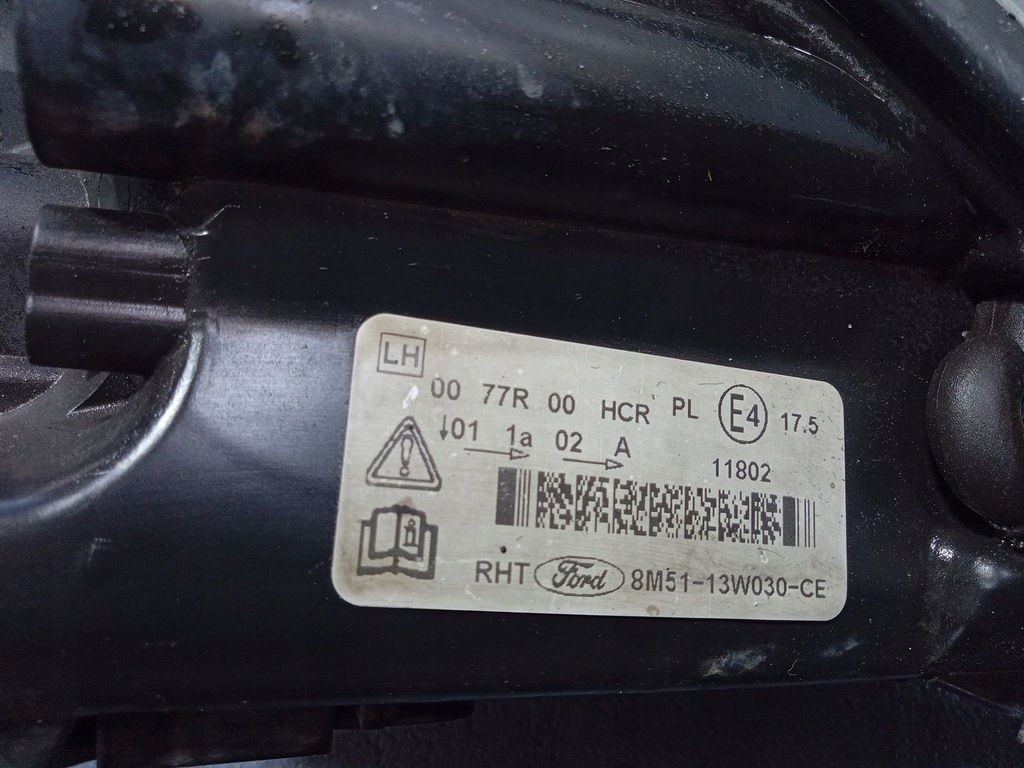 LH
00 77R 00 HCR PL E4 17.5
↓01 1a 02 A
11802
RHT Ford 8M51-13W030-CE